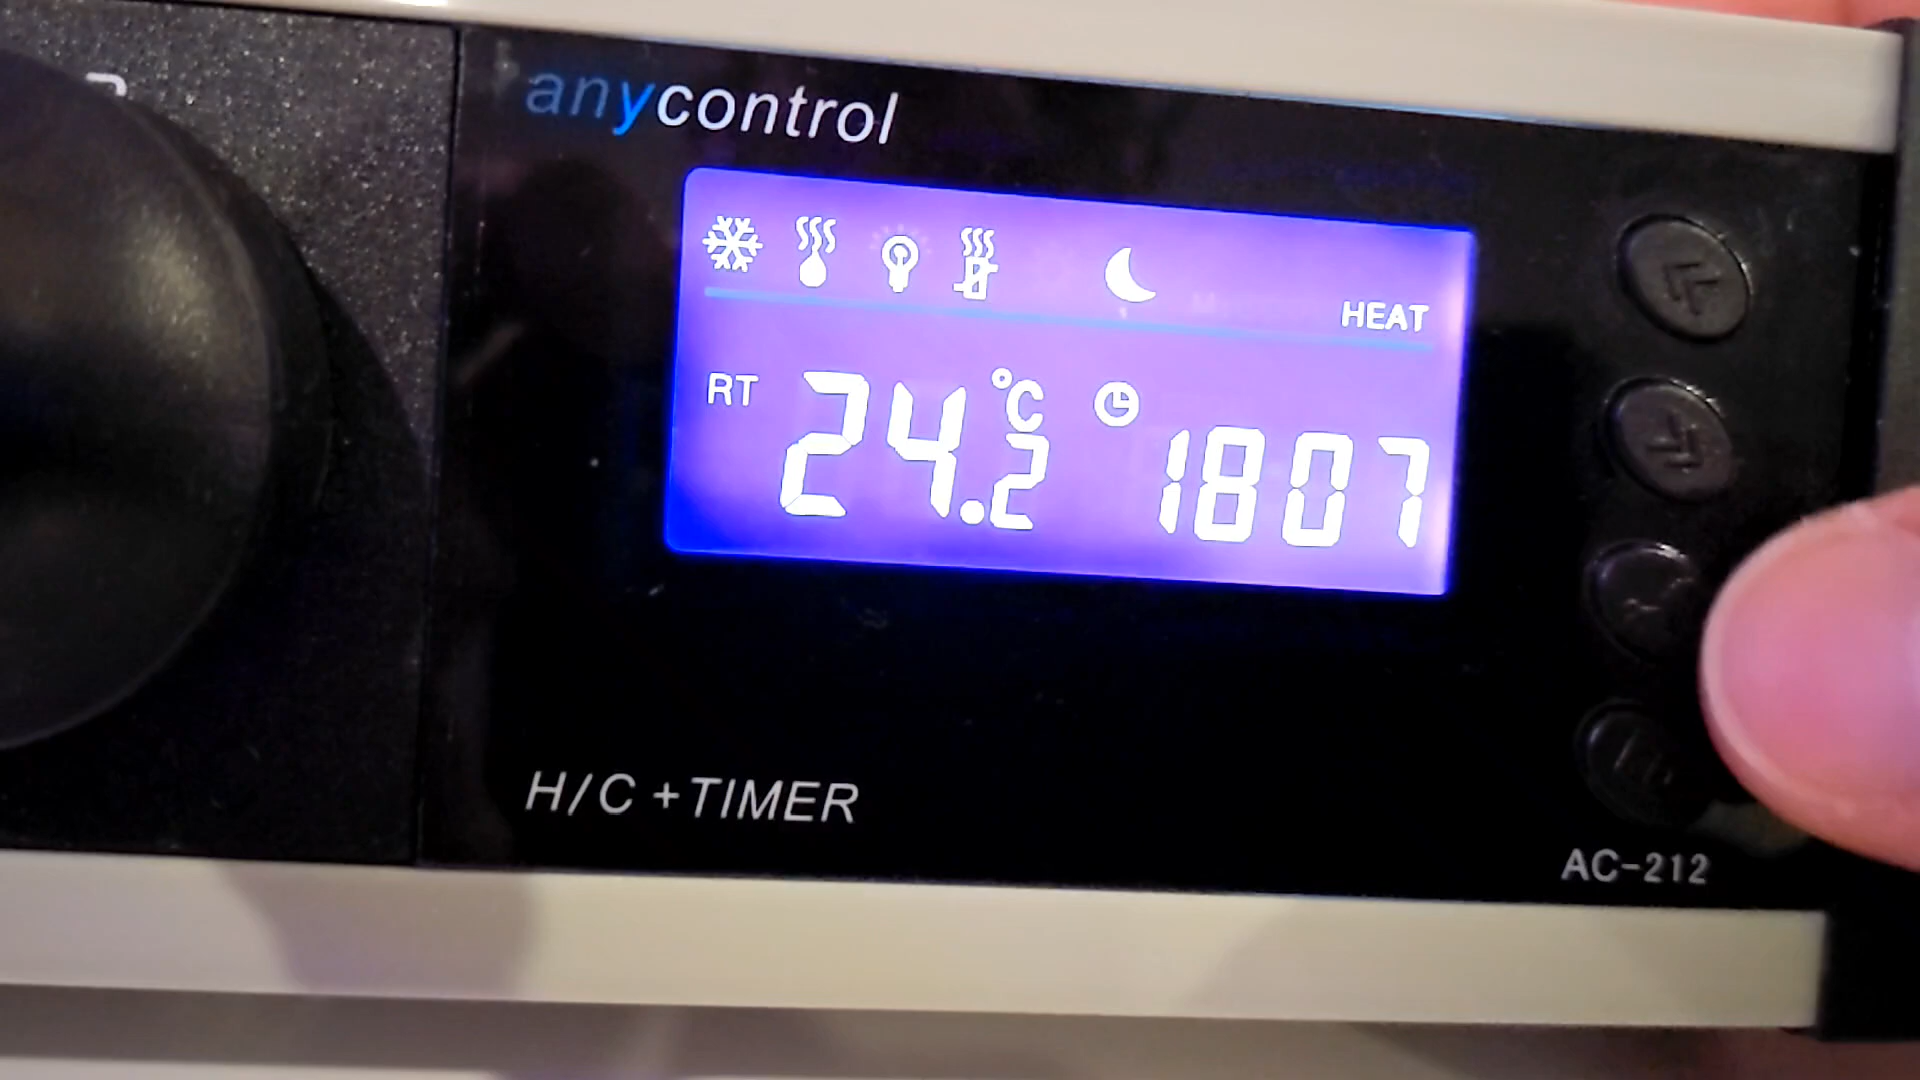 anycontrol
HEAT
RT 24.2 °C 1807
H/C +TIMER
AC-212